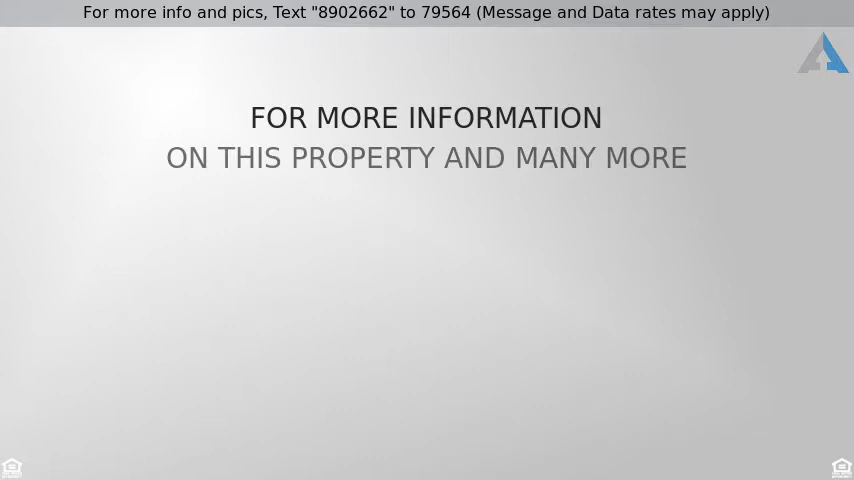 For more info and pics, Text "8902662" to 79564 (Message and Data rates may apply)
FOR MORE INFORMATION
ON THIS PROPERTY AND MANY MORE